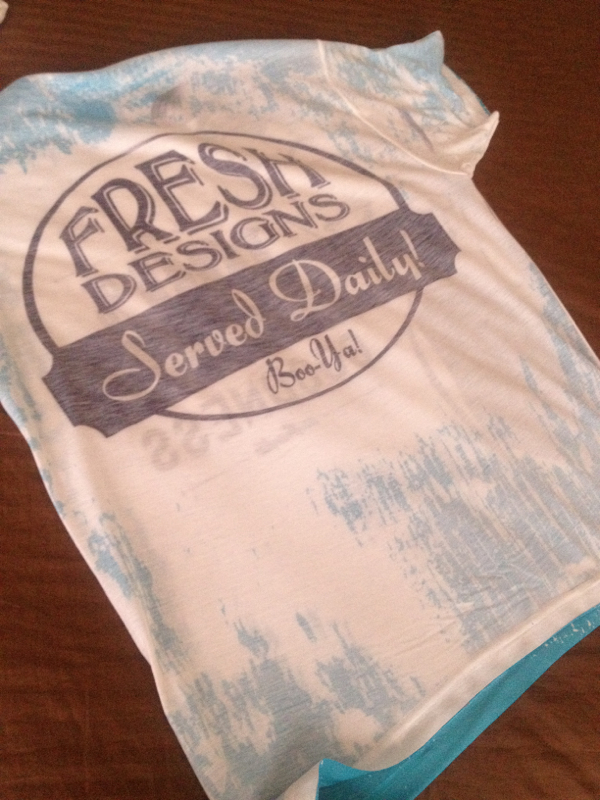 FRESH
DESIGNS
Served Daily!
Boo-Ya!